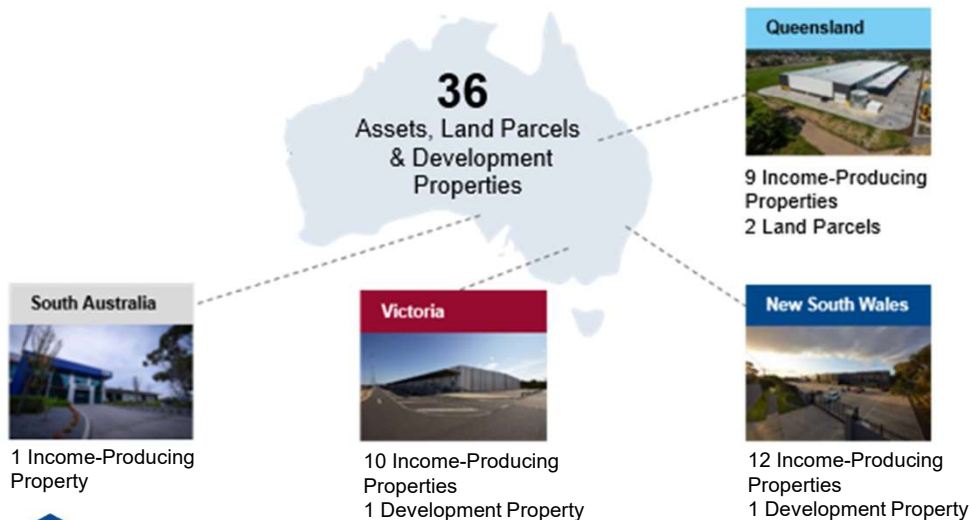 36
Assets, Land Parcels
& Development
Properties
Queensland
9 Income-Producing
Properties
2 Land Parcels
South Australia
1 Income-Producing
Property
Victoria
10 Income-Producing
Properties
1 Development Property
New South Wales
12 Income-Producing
Properties
1 Development Property